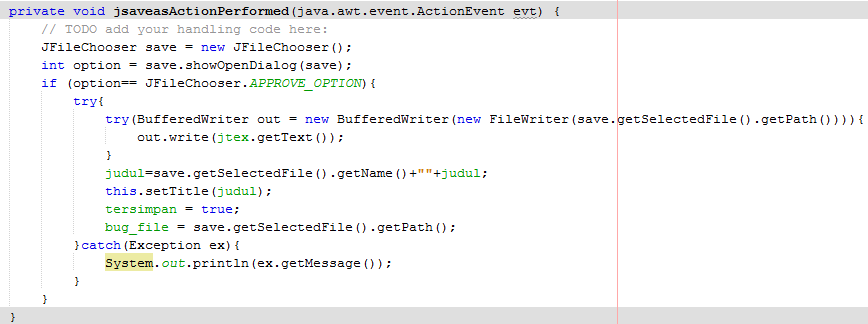 private void jsaveasActionPerformed(java.awt.event.ActionEvent evt) {
// TODO add your handling code here:
JFileChooser save = new JFileChooser();
int option = save.showOpenDialog(save);
if (option== JFileChooser.APPROVE_OPTION){
try{
try(BufferedWriter out = new BufferedWriter(new FileWriter(save.getSelectedFile().getPath()))){
out.write(jtex.getText());
}
judul=save.getSelectedFile().getName()+""+judul;
this.setTitle(judul);
tersimpan = true;
bug_file = save.getSelectedFile().getPath();
}catch(Exception ex){
System.out.println(ex.getMessage());
}
}
}